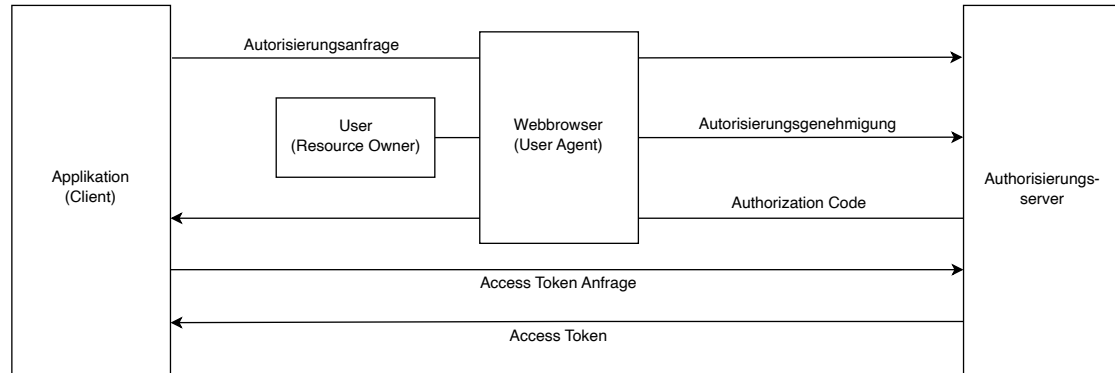 Autorisierungsanfrage
User
(Resource Owner)
Webbrowser
(User Agent)
Autorisierungsgenehmigung
Applikation
(Client)
Authorisierungs-
server
Authorization Code
Access Token Anfrage
Access Token